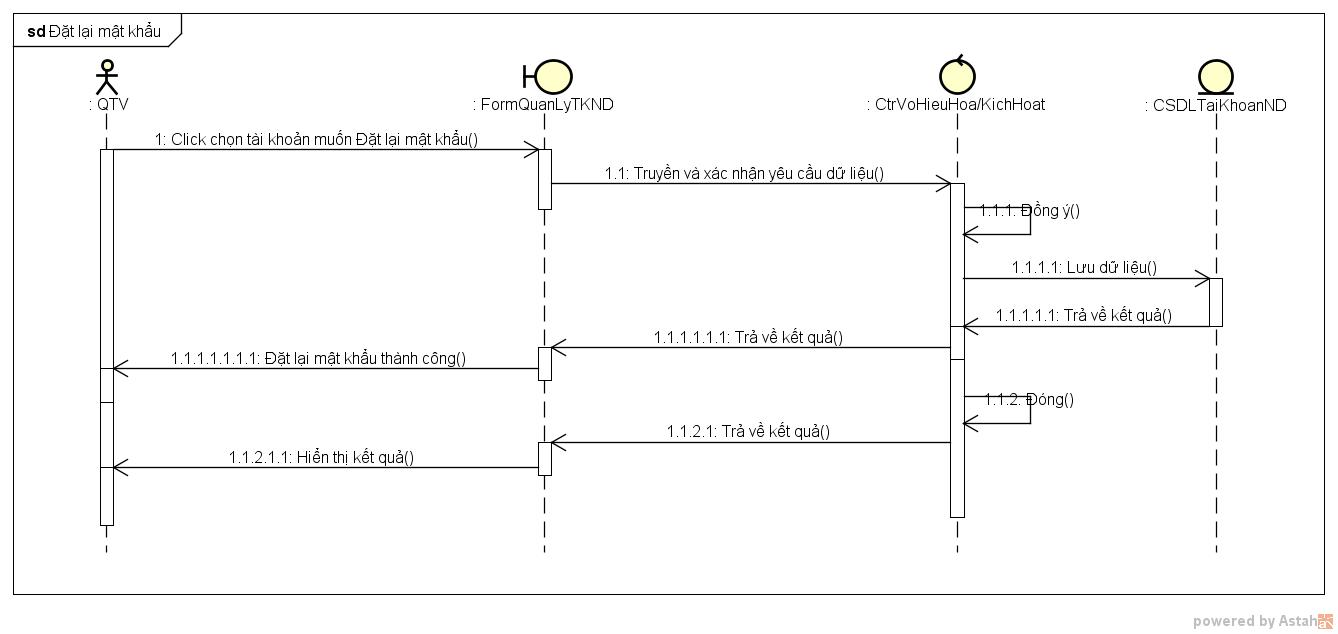 sd Đặt lại mật khẩu
: QTV
: FormQuanLyTKND
: CtrVoHieuHoa/KichHoat
: CSDLTaiKhoanND
1: Click chọn tài khoản muốn Đặt lại mật khẩu()
1.1: Truyền và xác nhận yêu cầu dữ liệu()
1.1.1: Đồng ý()
1.1.1.1: Lưu dữ liệu()
1.1.1.1.1: Trả về kết quả()
1.1.1.1.1.1: Trả về kết quả()
1.1.1.1.1.1.1: Đặt lại mật khẩu thành công()
1.1.2: Đóng()
1.1.2.1: Trả về kết quả()
1.1.2.1.1: Hiển thị kết quả()
powered by Astah